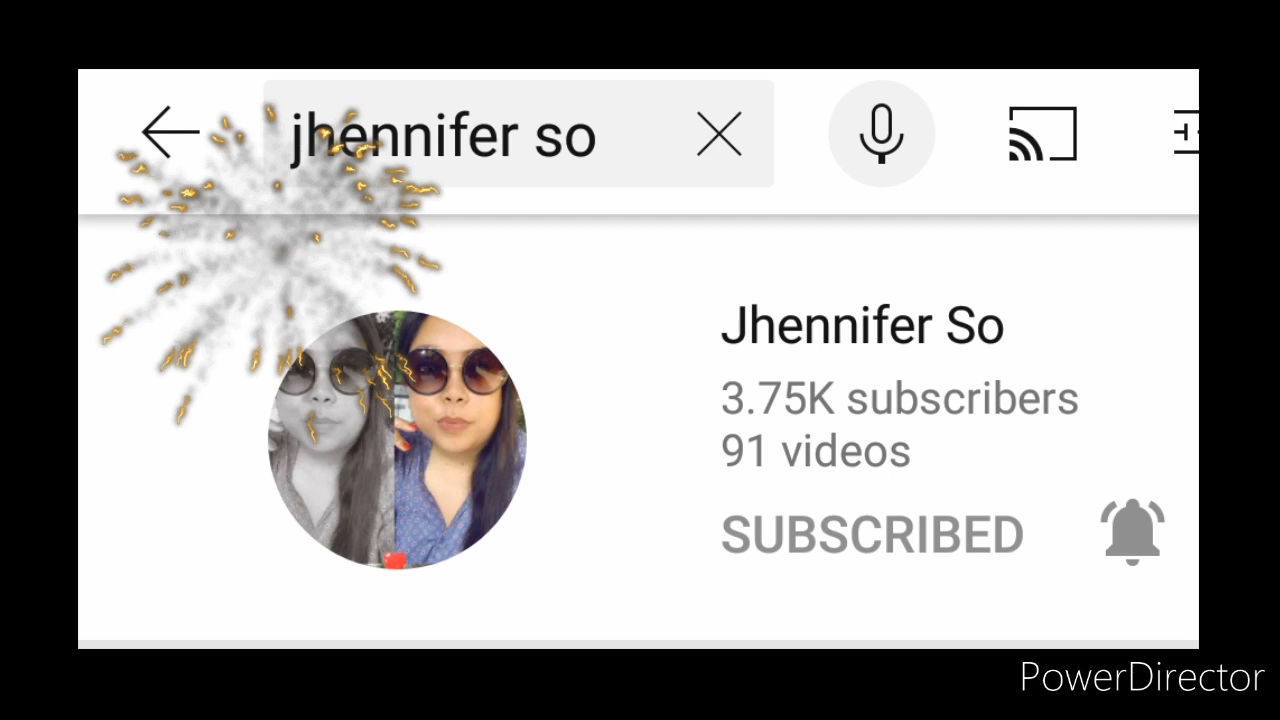 jhennifer so
Jhennifer So
3.75K subscribers
91 videos
SUBSCRIBED
PowerDirector